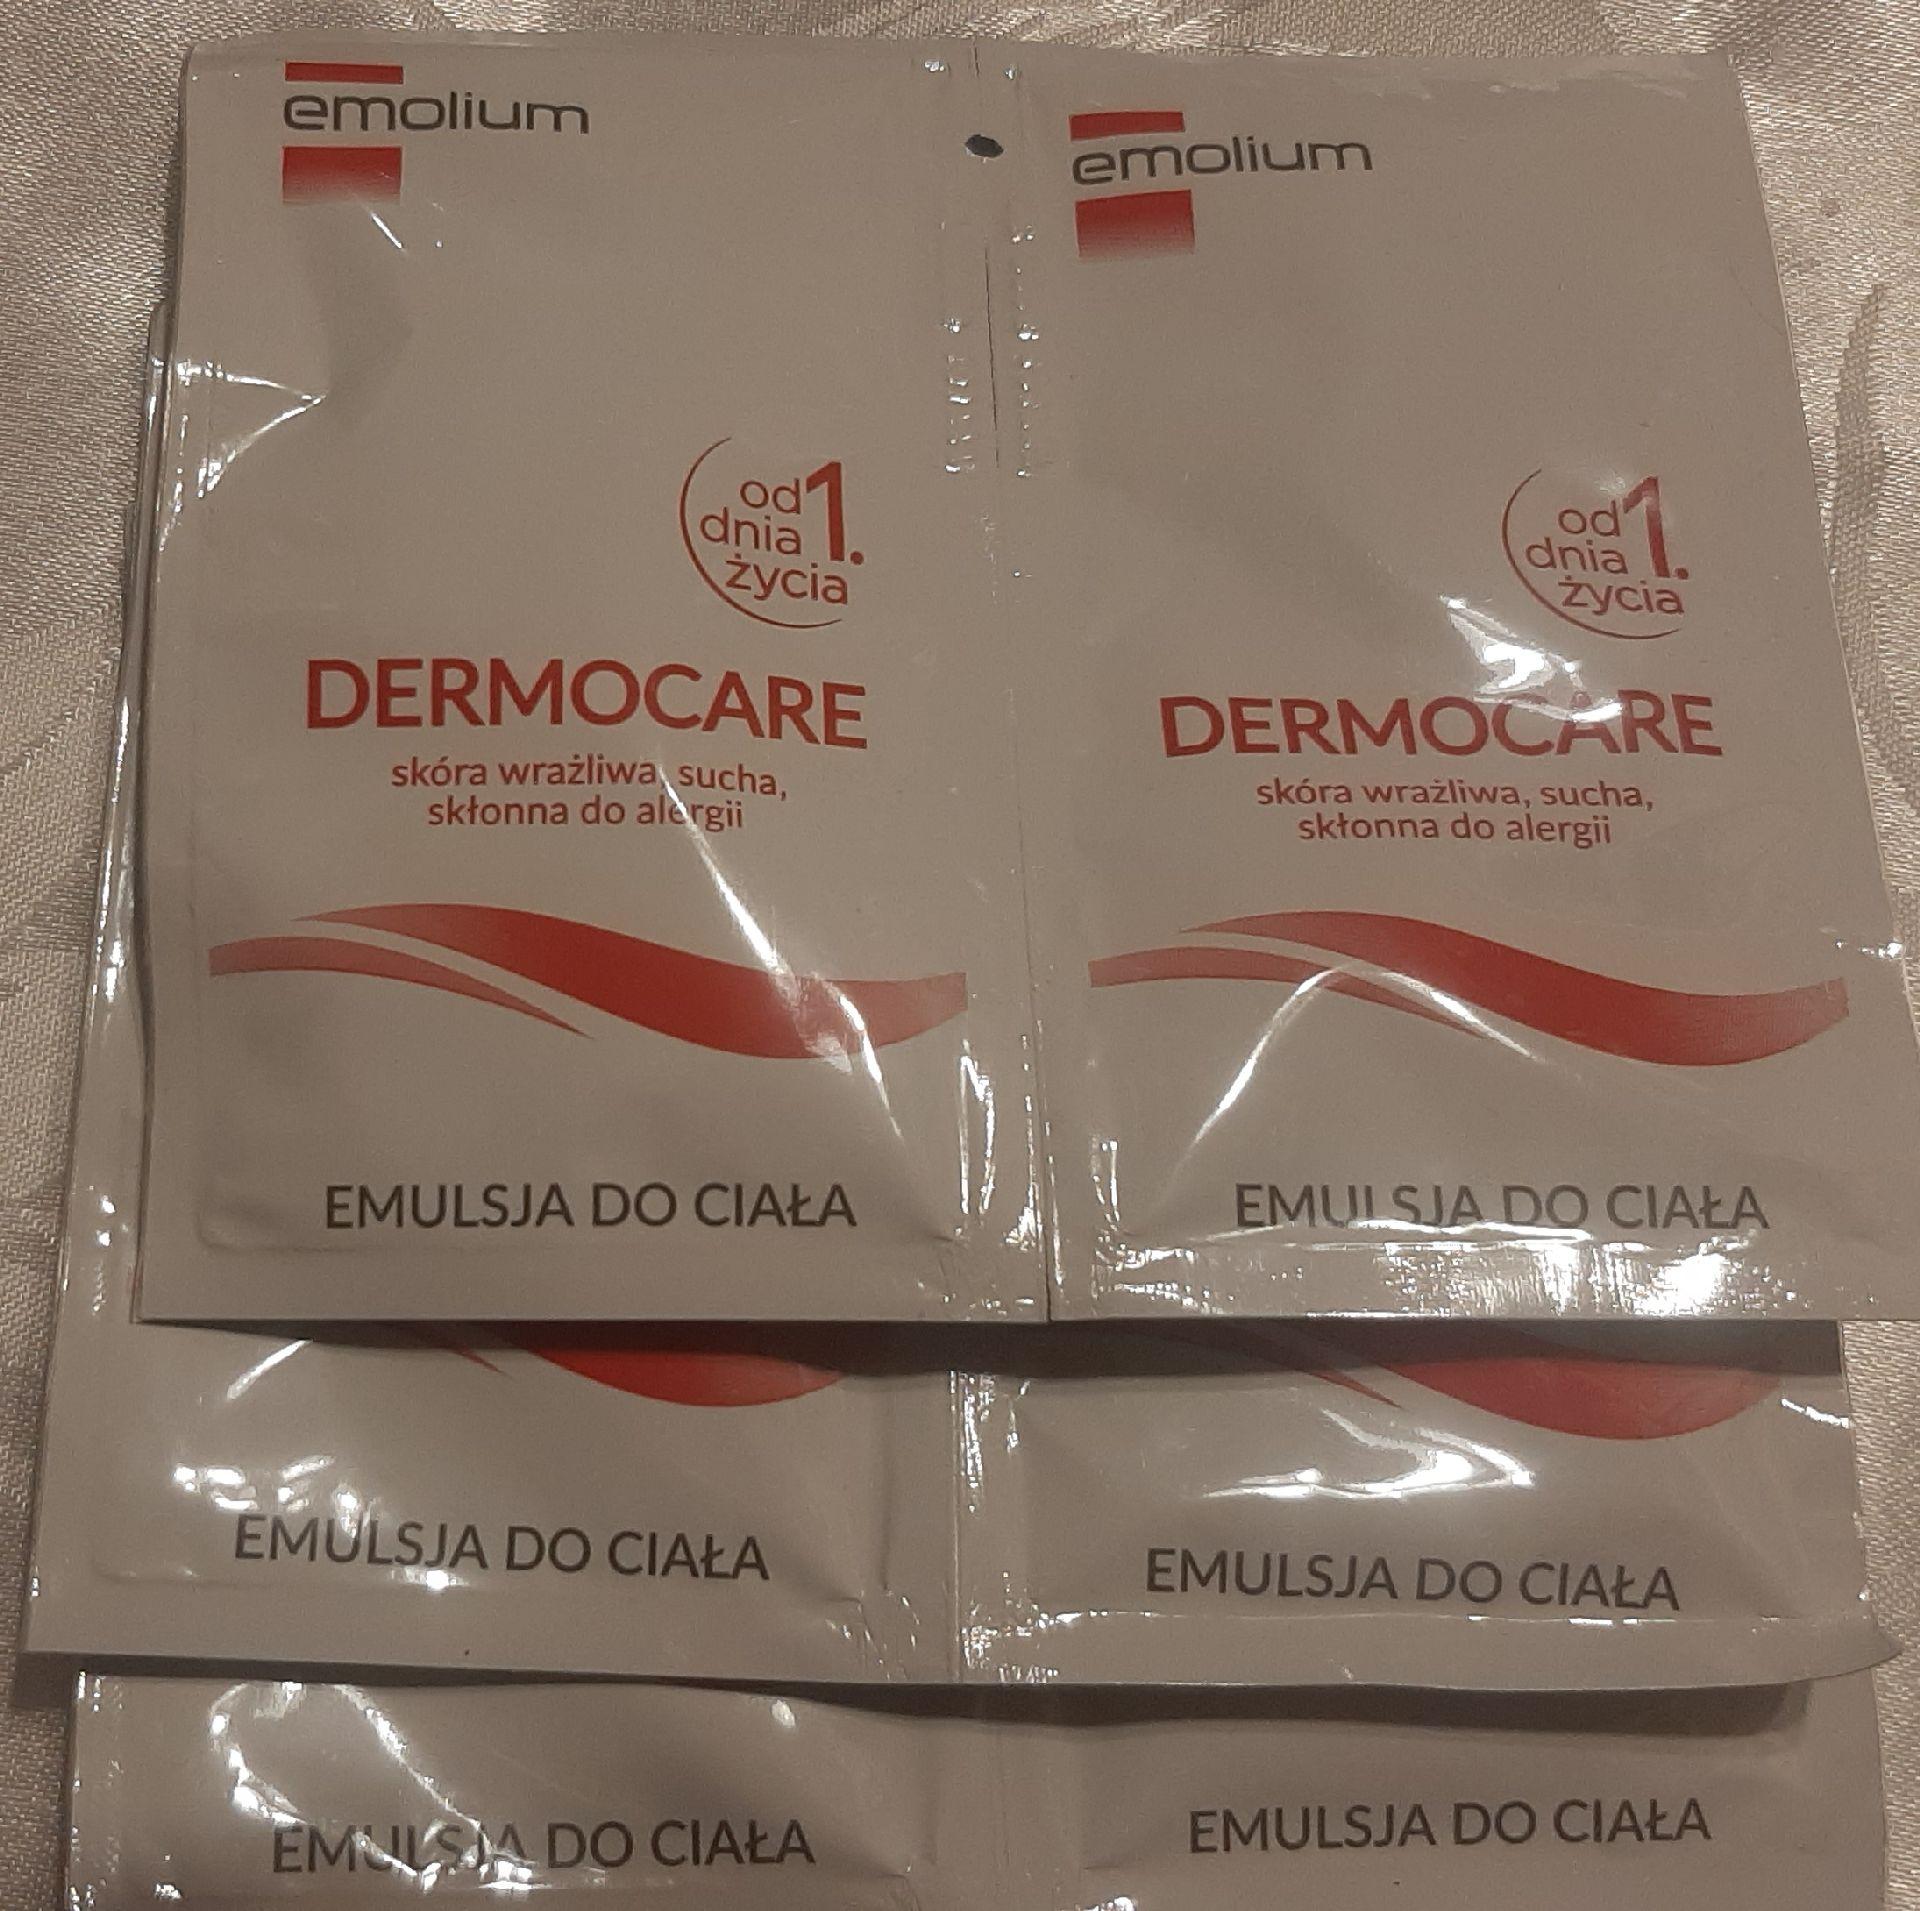 emolium
od 1.
dnia
życia
DERMOCARE
skóra wrażliwa, sucha,
skłonna do alergii
EMULSJA DO CIAŁA
emolium
od 1.
dnia
życia
DERMOCARE
skóra wrażliwa, sucha,
skłonna do alergii
EMULSJA DO CIAŁA
EMULSJA DO CIAŁA
EMULSJA DO CIAŁA
EMULSJA DO CIAŁA
EMULSJA DO CIAŁA